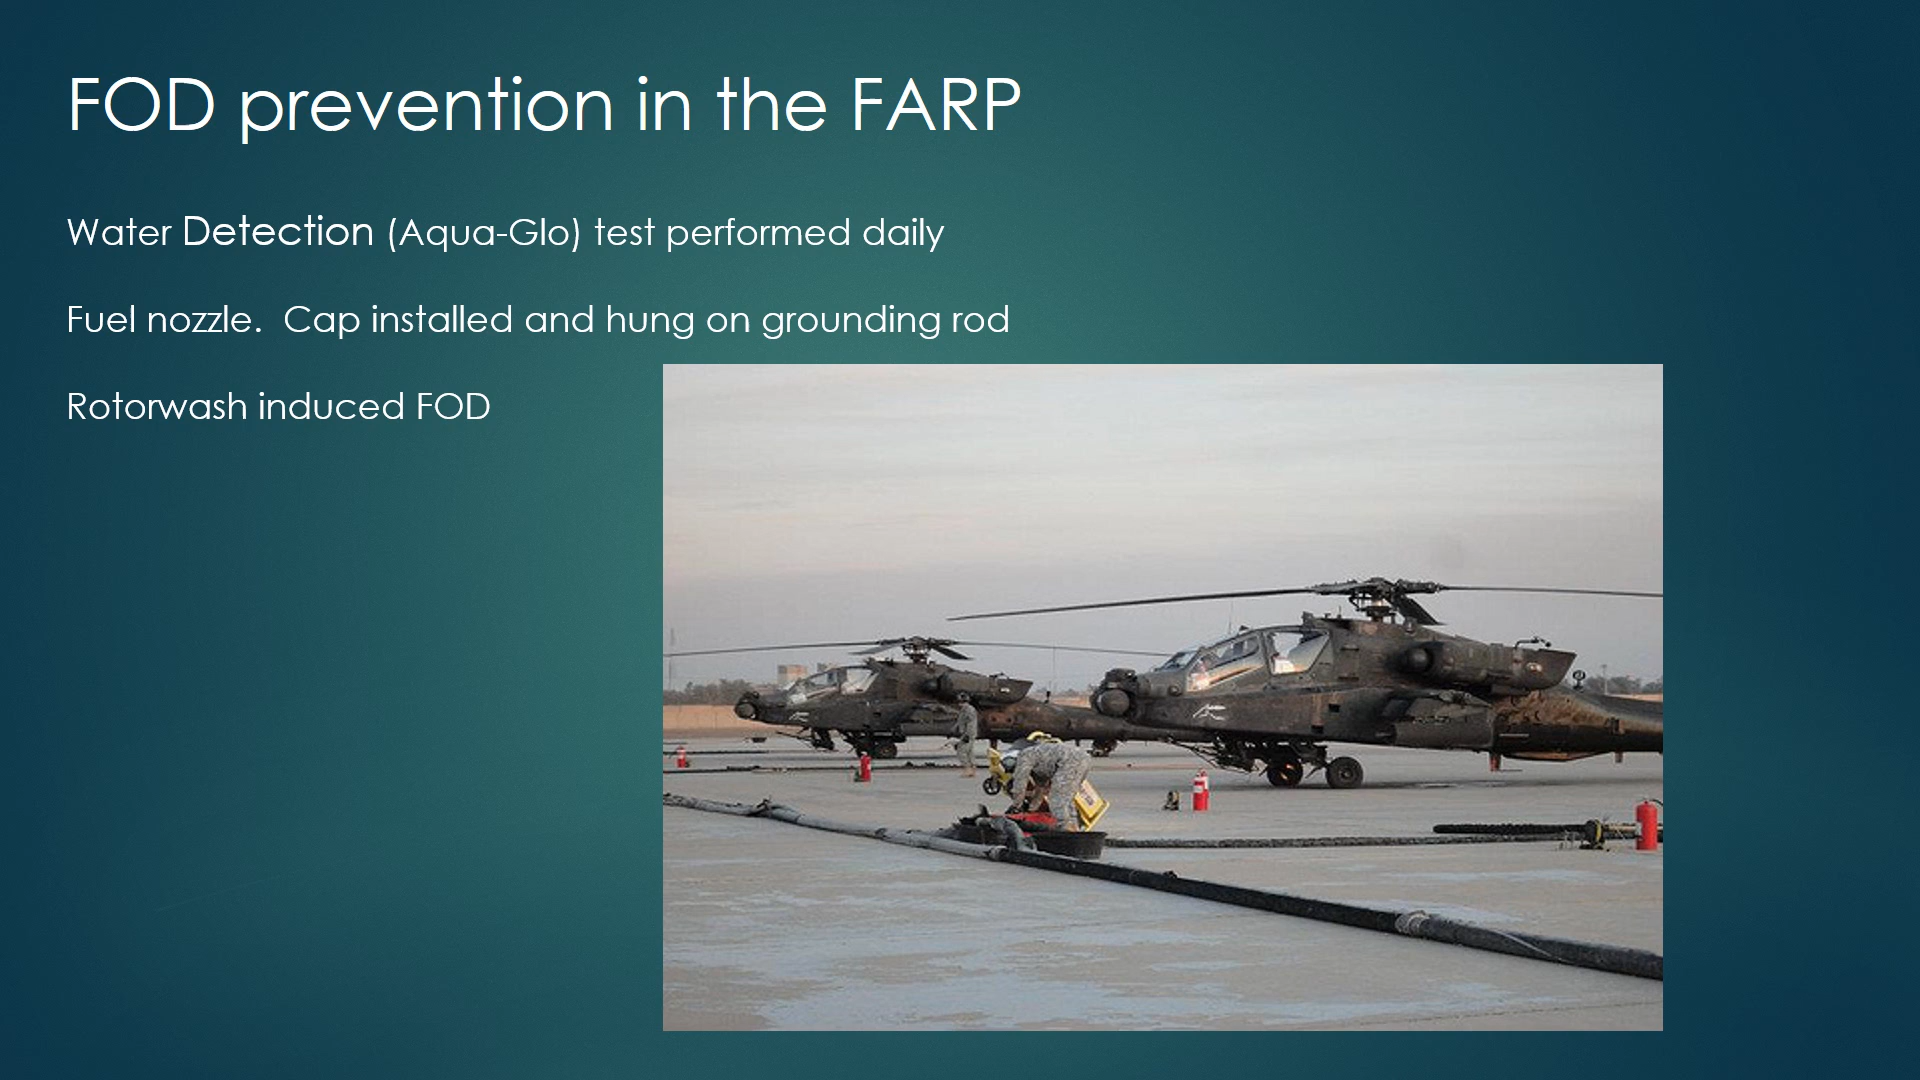 FOD prevention in the FARP
Water Detection (Aqua-Glo) test performed daily
Fuel nozzle.  Cap installed and hung on grounding rod
Rotorwash induced FOD